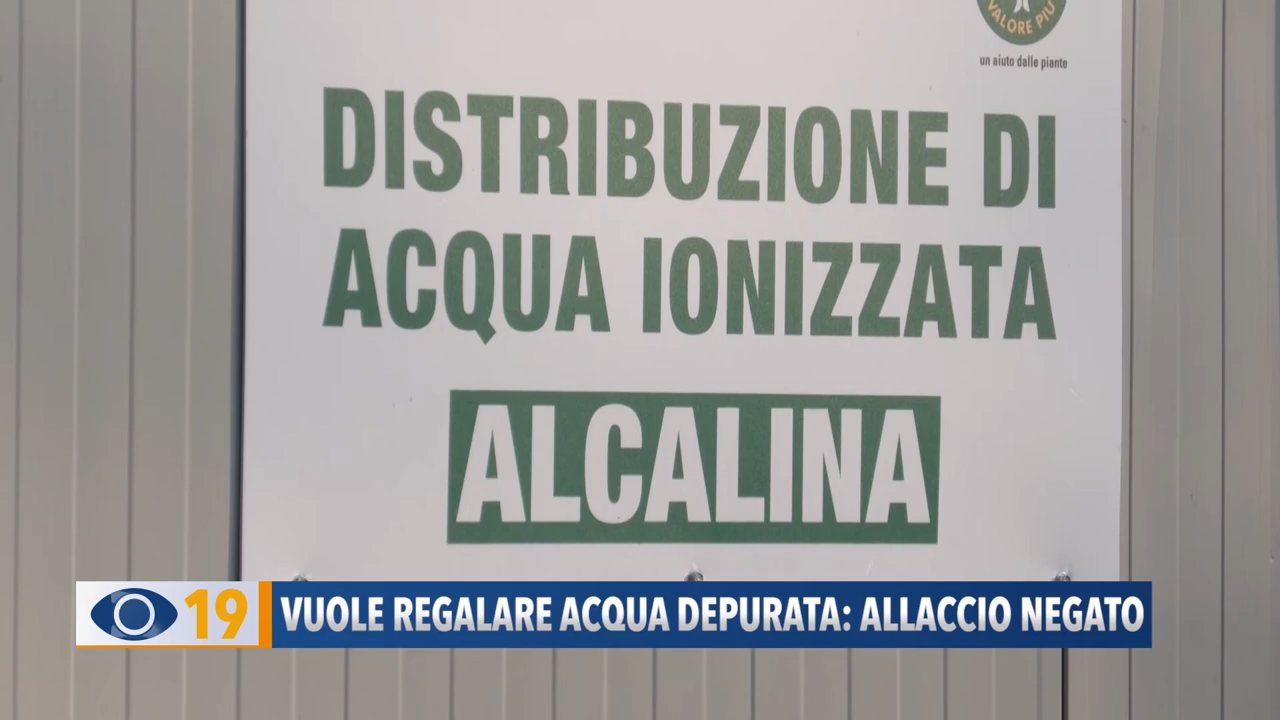 VALORE PIÙ
un aiuto dalle piante
DISTRIBUZIONE DI
ACQUA IONIZZATA
ALCALINA
19 VUOLE REGALARE ACQUA DEPURATA: ALLACCIO NEGATO